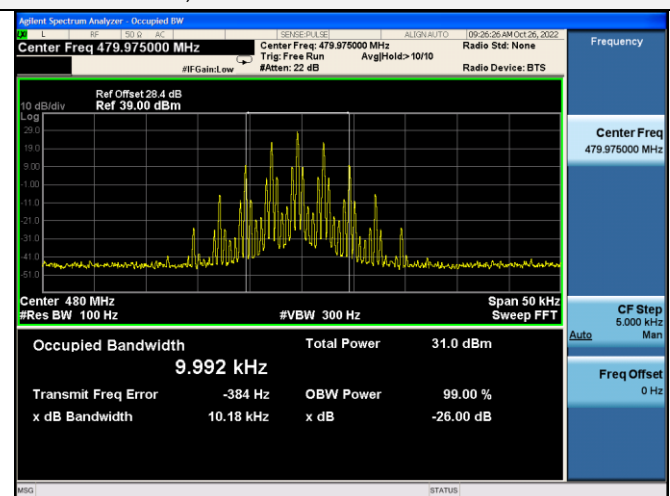 Agilent Spectrum Analyzer - Occupied BW
LXI L RF 50 Ω AC SENSE:PULSE ALIGN AUTO 09:26:26 AM Oct 26, 2022
Center Freq 479.975000 MHz
Center Freq: 479.975000 MHz
Radio Std: None
Trig: Free Run Avg|Hold:>10/10
#IFGain:Low #Atten: 22 dB Radio Device: BTS
Ref Offset 28.4 dB
10 dB/div Ref 39.00 dBm
Log
29.0
19.0
9.00
-1.00
-11.0
-21.0
-31.0
-41.0
-51.0
Center 480 MHz Span 50 kHz
#Res BW 100 Hz #VBW 300 Hz Sweep FFT
Occupied Bandwidth Total Power 31.0 dBm
9.992 kHz
Transmit Freq Error -384 Hz OBW Power 99.00 %
x dB Bandwidth 10.18 kHz x dB -26.00 dB
MSG STATUS
Frequency
Center Freq
479.975000 MHz
CF Step
5.000 kHz
Auto Man
Freq Offset
0 Hz